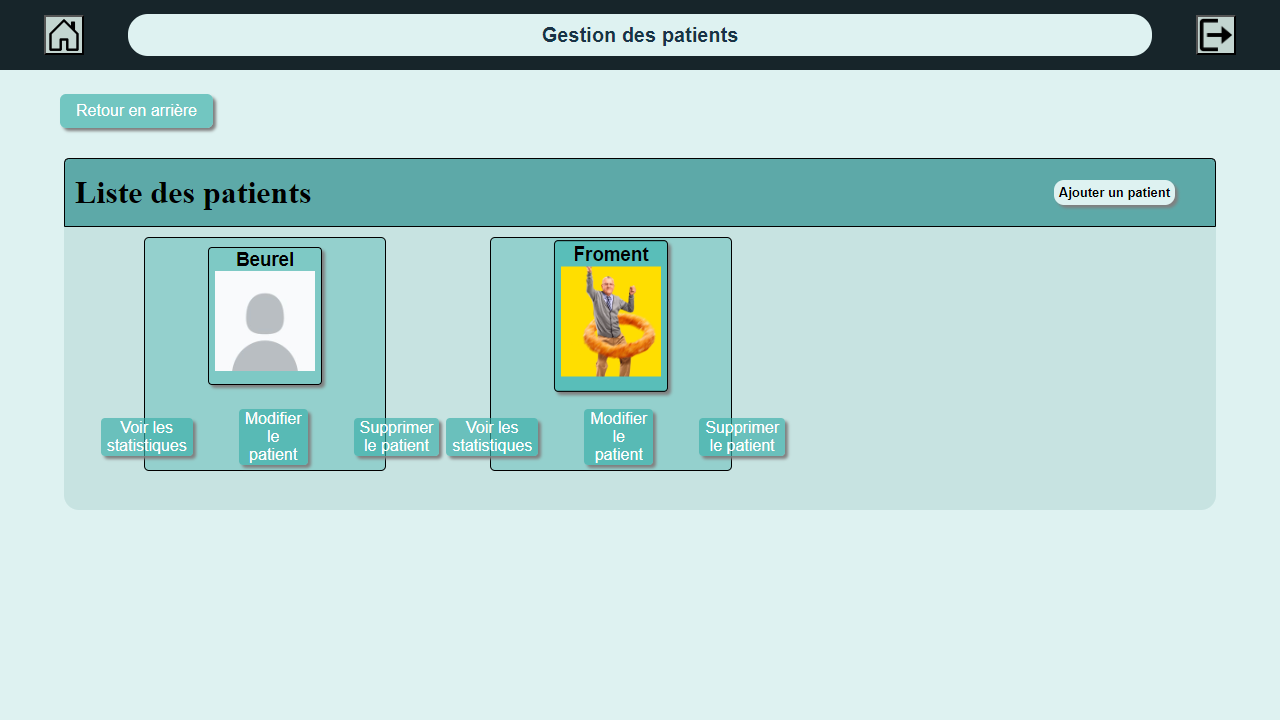 Gestion des patients
Retour en arrière
Liste des patients
Ajouter un patient
Beurel
Froment
Voir les
statistiques
Modifier
le
patient
Supprimer
le patient
Voir les
statistiques
Modifier
le
patient
Supprimer
le patient